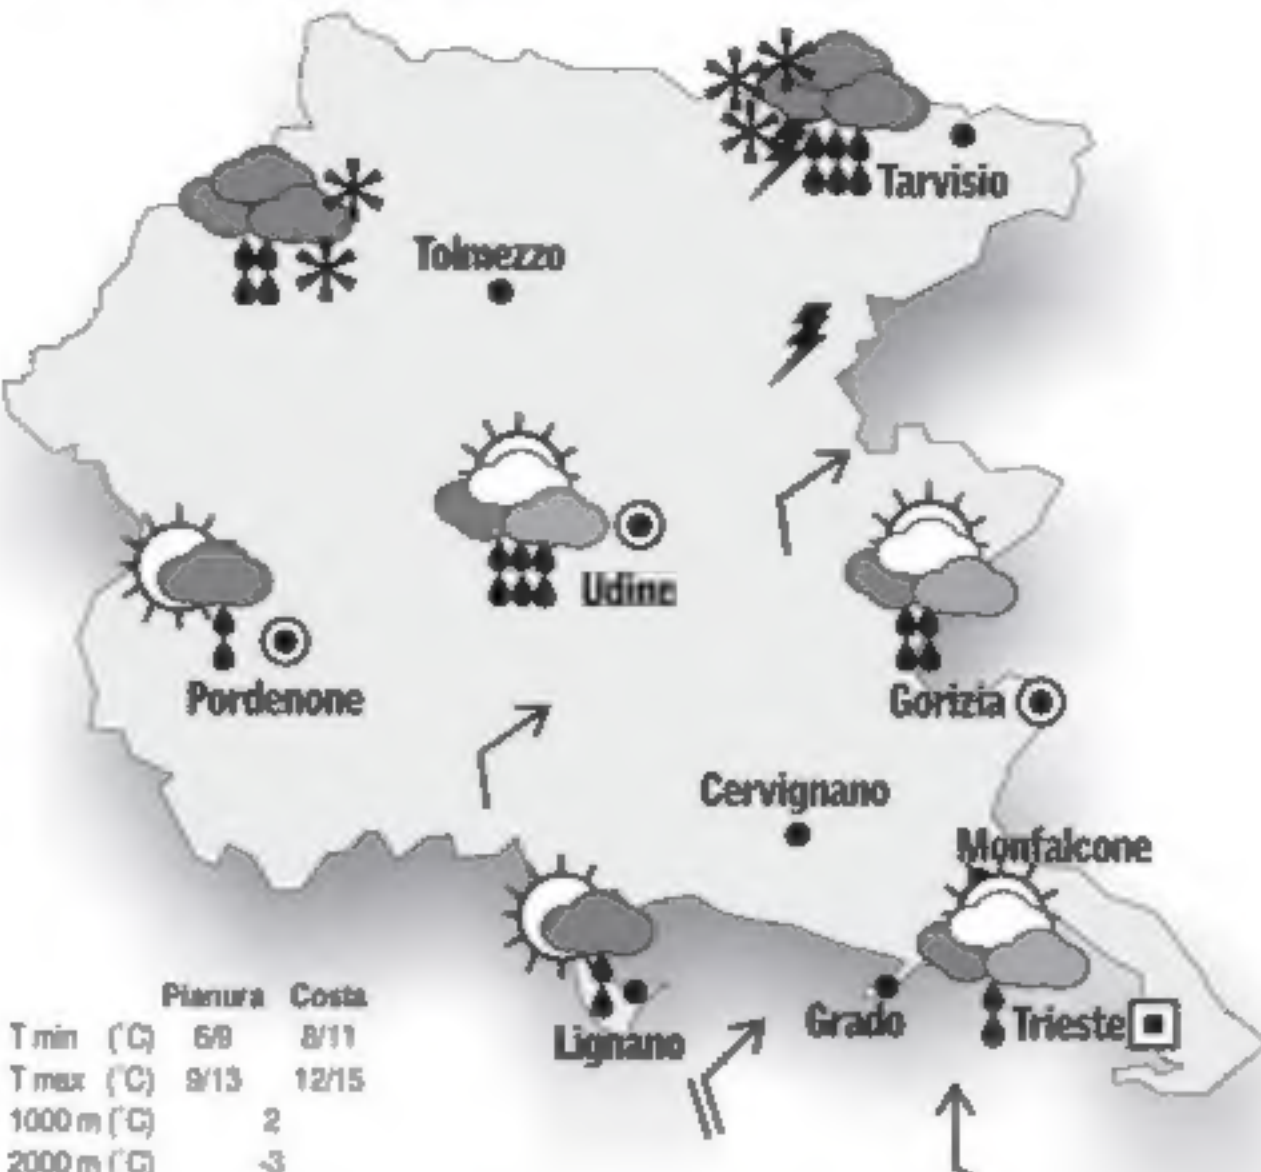 Tarvisio
Tolmezzo
Udine
Pordenone
Gorizia
Cervignano
Monfalcone
Grado
Trieste
Lignano
Pianura Costa
T min (°C) 6/9 8/11
T max (°C) 9/13 12/15
1000 m (°C) 2
2000 m (°C) -3